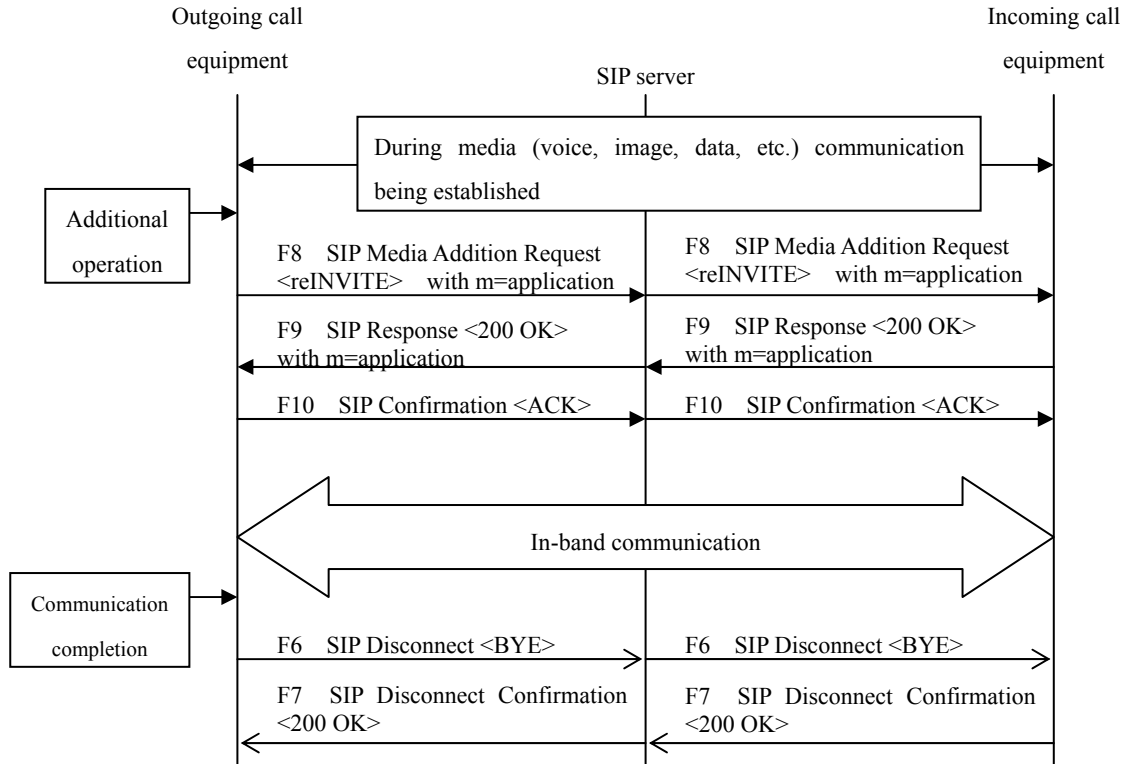 Outgoing call
equipment
SIP server
Incoming call
equipment
During media (voice, image, data, etc.) communication
being established
Additional
operation
F8 SIP Media Addition Request
<reINVITE> with m=application
F8 SIP Media Addition Request
<reINVITE> with m=application
F9 SIP Response <200 OK>
with m=application
F9 SIP Response <200 OK>
with m=application
F10 SIP Confirmation <ACK>
F10 SIP Confirmation <ACK>
In-band communication
Communication
completion
F6 SIP Disconnect <BYE>
F6 SIP Disconnect <BYE>
F7 SIP Disconnect Confirmation
<200 OK>
F7 SIP Disconnect Confirmation
<200 OK>